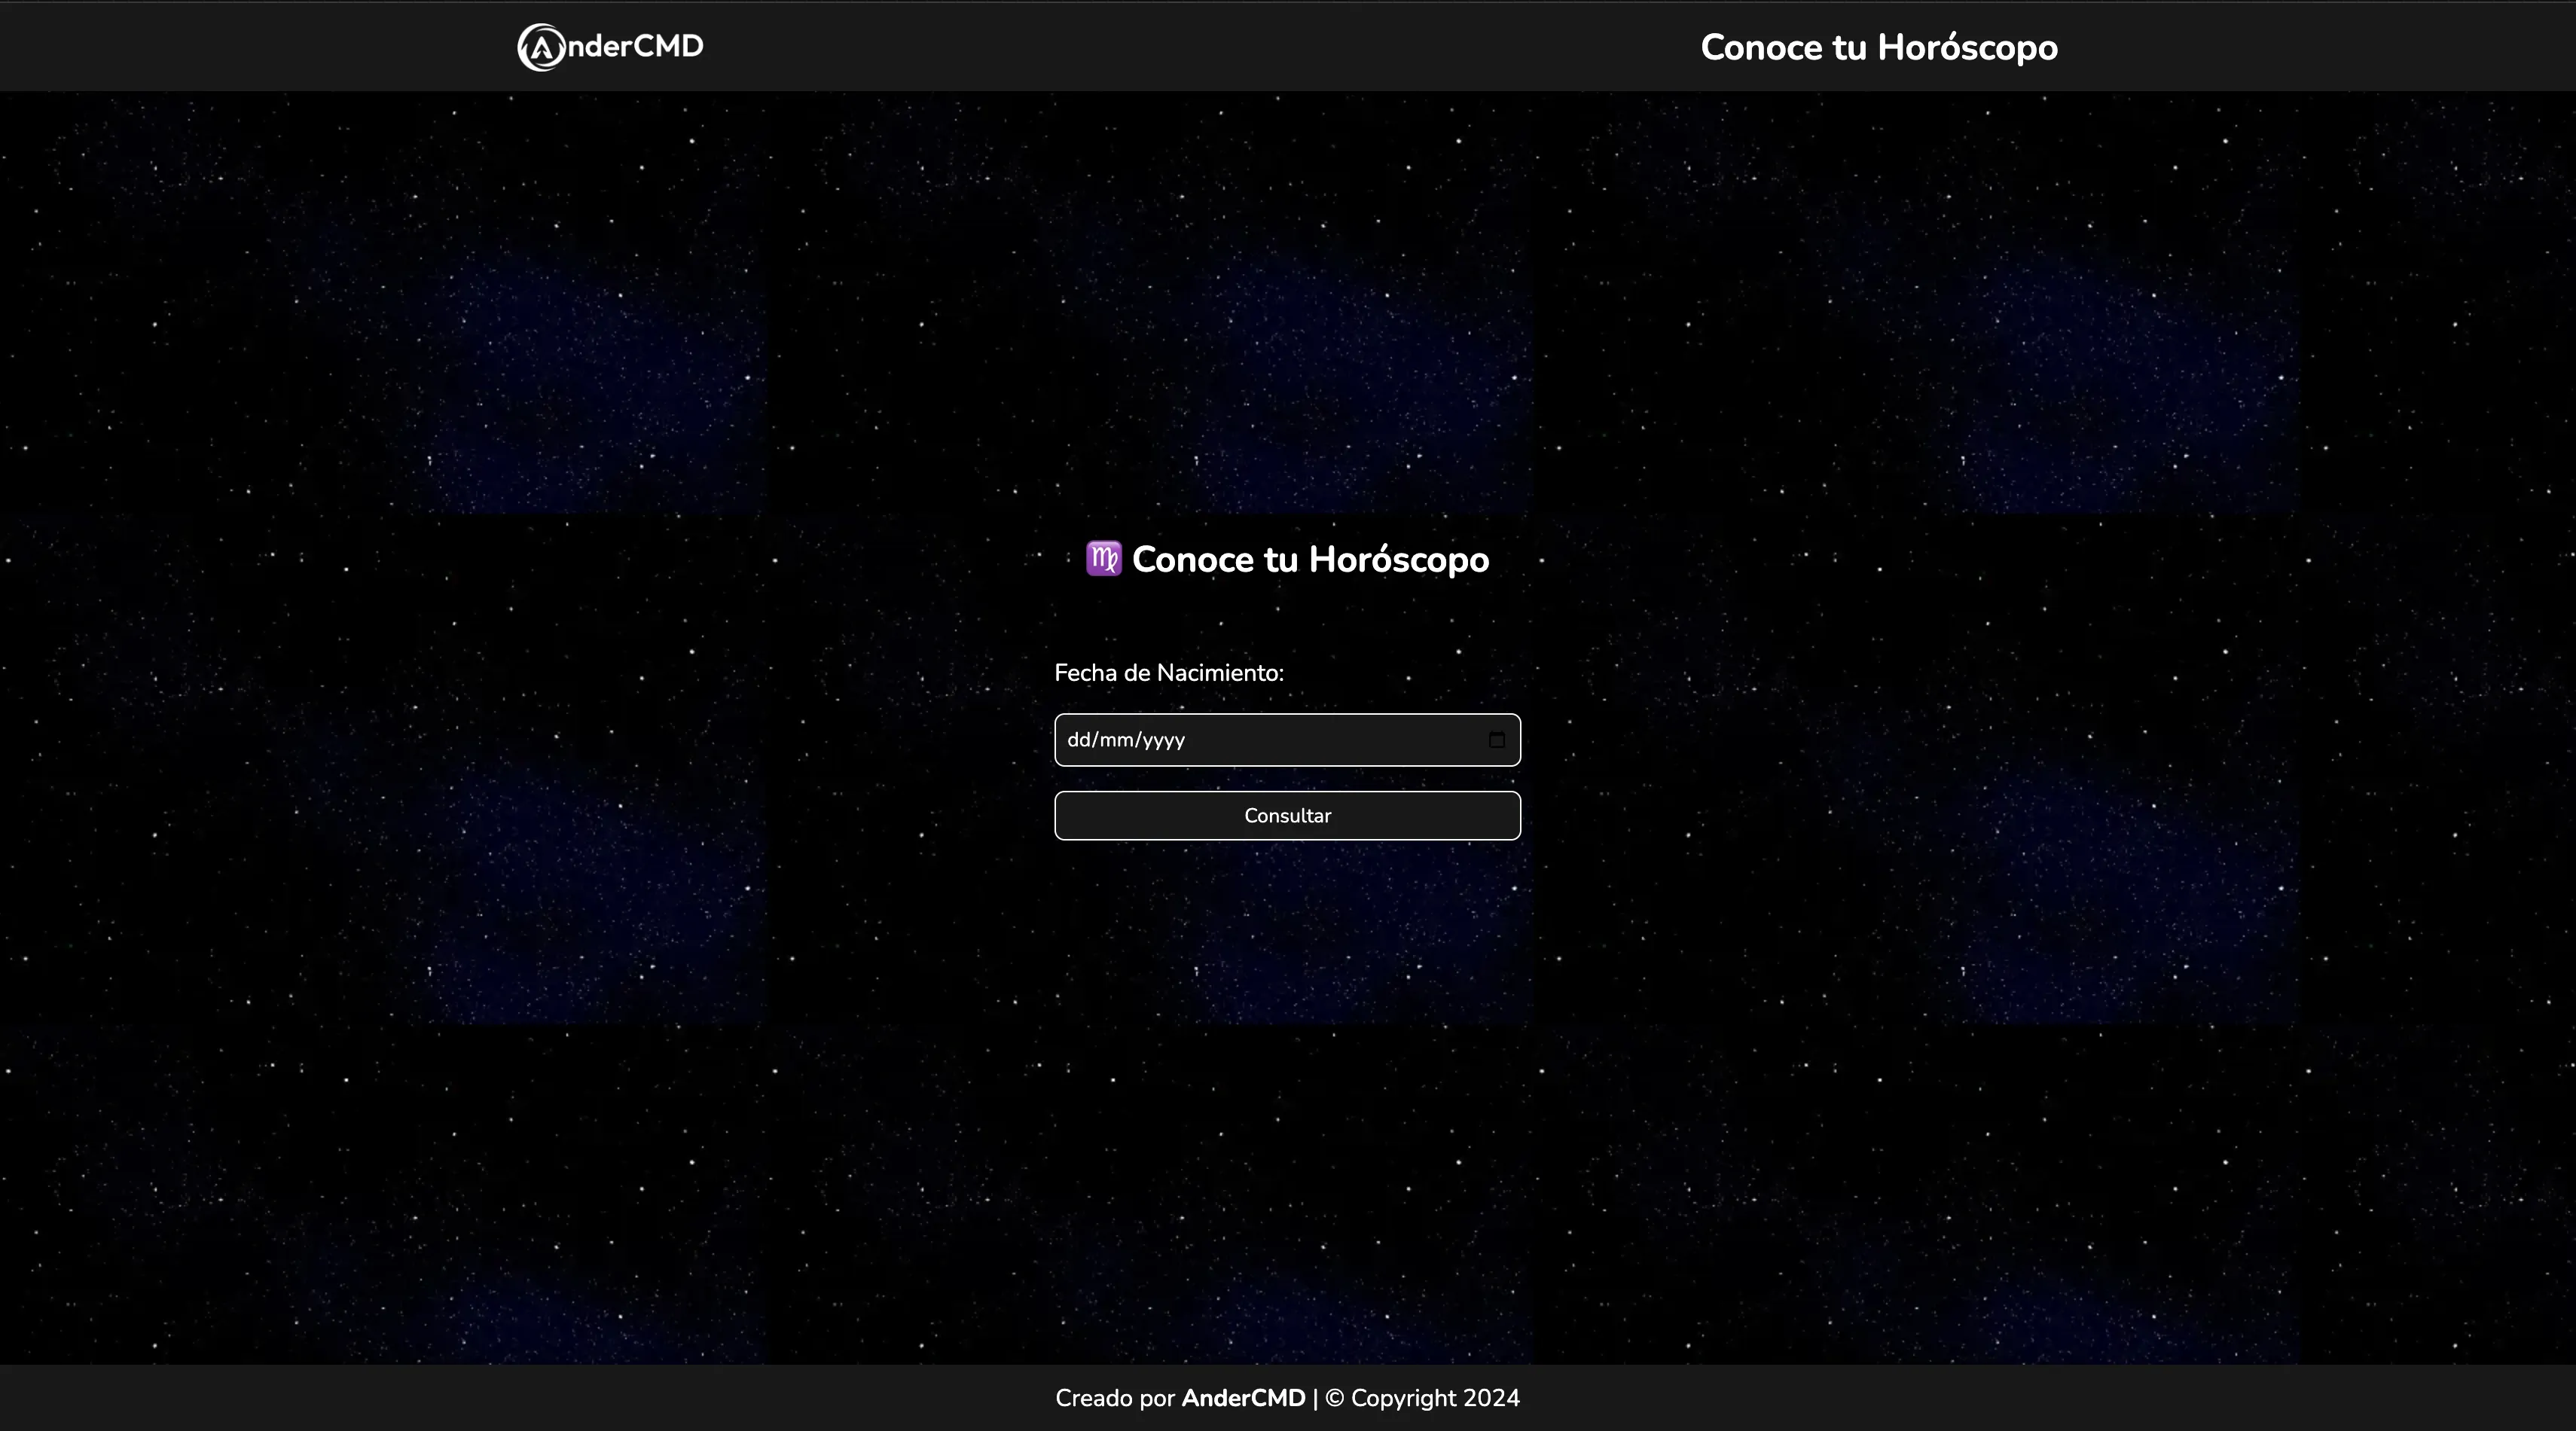 AnderCMD
Conoce tu Horóscopo
♍ Conoce tu Horóscopo
Fecha de Nacimiento:
dd/mm/yyyy
Consultar
Creado por AnderCMD | © Copyright 2024